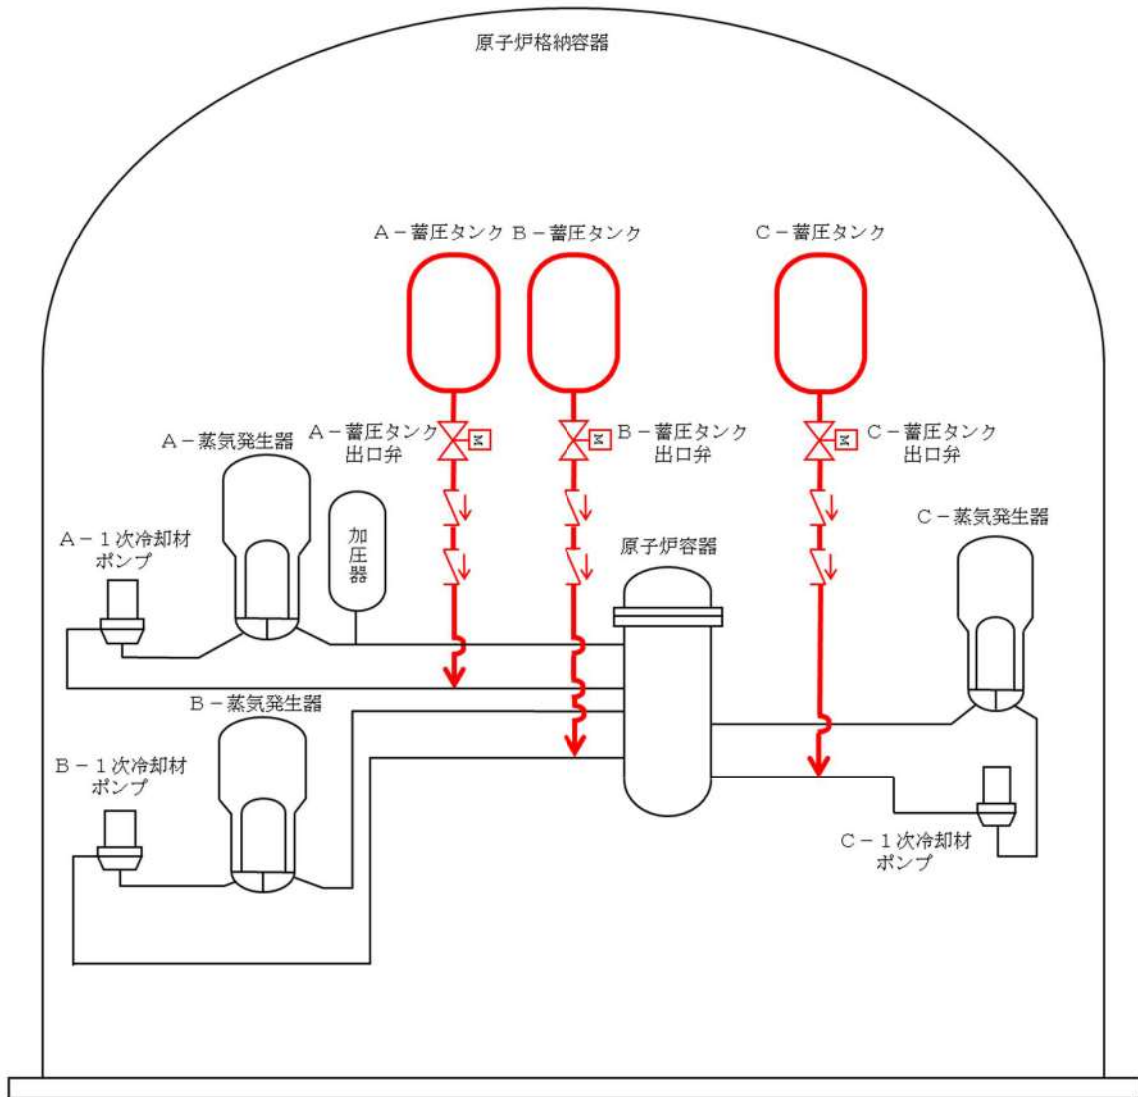 原子炉格納容器
A－蓄圧タンク B－蓄圧タンク
C－蓄圧タンク
A－蒸気発生器
A－蓄圧タンク
出口弁
M
B－蓄圧タンク
出口弁
M
C－蓄圧タンク
出口弁
M
C－蒸気発生器
A－1次冷却材
ポンプ
加圧器
原子炉容器
B－蒸気発生器
B－1次冷却材
ポンプ
C－1次冷却材
ポンプ